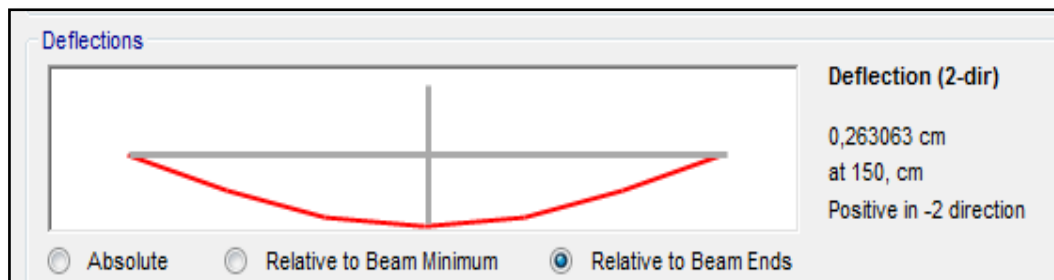 Deflections
Deflection (2-dir)
0,263063 cm
at 150, cm
Positive in -2 direction
Absolute
Relative to Beam Minimum
Relative to Beam Ends